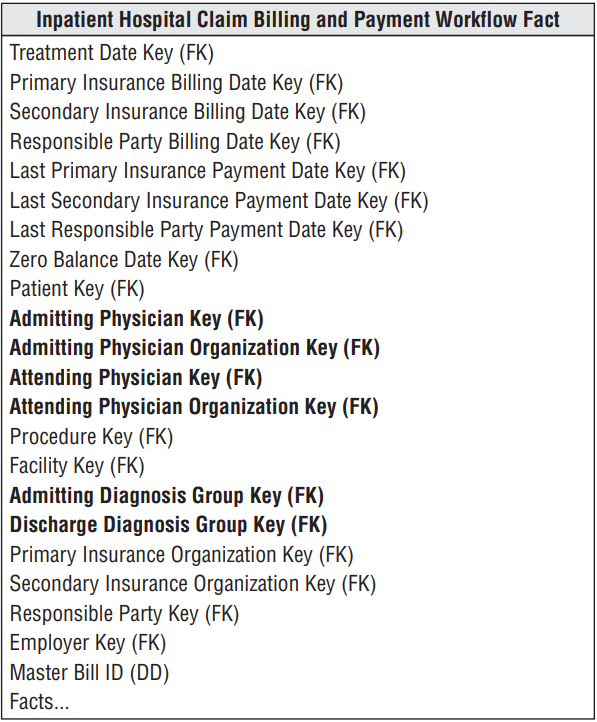 Inpatient Hospital Claim Billing and Payment Workflow Fact
Treatment Date Key (FK)
Primary Insurance Billing Date Key (FK)
Secondary Insurance Billing Date Key (FK)
Responsible Party Billing Date Key (FK)
Last Primary Insurance Payment Date Key (FK)
Last Secondary Insurance Payment Date Key (FK)
Last Responsible Party Payment Date Key (FK)
Zero Balance Date Key (FK)
Patient Key (FK)
Admitting Physician Key (FK)
Admitting Physician Organization Key (FK)
Attending Physician Key (FK)
Attending Physician Organization Key (FK)
Procedure Key (FK)
Facility Key (FK)
Admitting Diagnosis Group Key (FK)
Discharge Diagnosis Group Key (FK)
Primary Insurance Organization Key (FK)
Secondary Insurance Organization Key (FK)
Responsible Party Key (FK)
Employer Key (FK)
Master Bill ID (DD)
Facts...